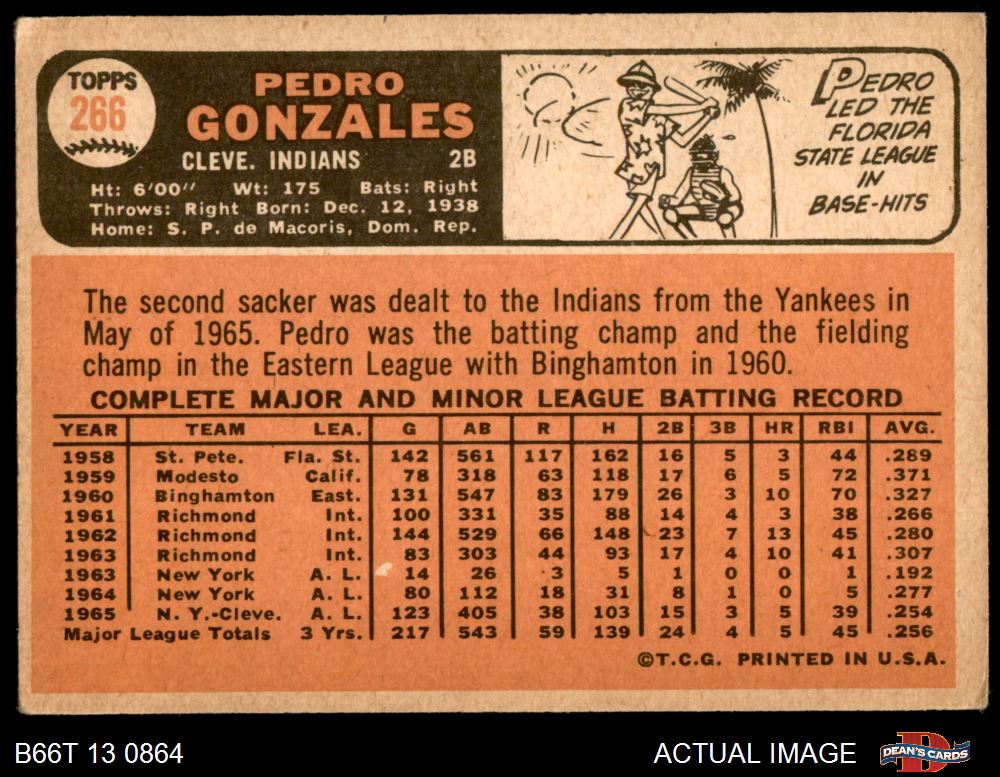 TOPPS
266
PEDRO
GONZALES
CLEVE. INDIANS 2B
Ht: 6'00" Wt: 175 Bats: Right
Throws: Right Born: Dec. 12, 1938
Home: S. P. de Macoris, Dom. Rep.
PEDRO
LED THE
FLORIDA
STATE LEAGUE
IN
BASE-HITS
The second sacker was dealt to the Indians from the Yankees in
May of 1965. Pedro was the batting champ and the fielding
champ in the Eastern League with Binghamton in 1960.
COMPLETE MAJOR AND MINOR LEAGUE BATTING RECORD
YEAR TEAM LEA. G AB R H 2B 3B HR RBI AVG.
1958 St. Pete. Fla. St. 142 561 117 162 16 5 3 44 .289
1959 Modesto Calif. 78 318 63 118 17 6 5 72 .371
1960 Binghamton East. 131 547 83 179 26 3 10 70 .327
1961 Richmond Int. 100 331 35 88 14 4 3 38 .266
1962 Richmond Int. 144 529 66 148 23 7 13 45 .280
1963 Richmond Int. 83 303 44 93 17 4 10 41 .307
1963 New York A. L. 14 26 3 5 1 0 0 1 .192
1964 New York A. L. 80 112 18 31 8 1 0 5 .277
1965 N. Y.-Cleve. A. L. 123 405 38 103 15 3 5 39 .254
Major League Totals 3 Yrs. 217 543 59 139 24 4 5 45 .256
©T.C.G. PRINTED IN U.S.A.
B66T 13 0864 ACTUAL IMAGE
DEAN'S CARDS